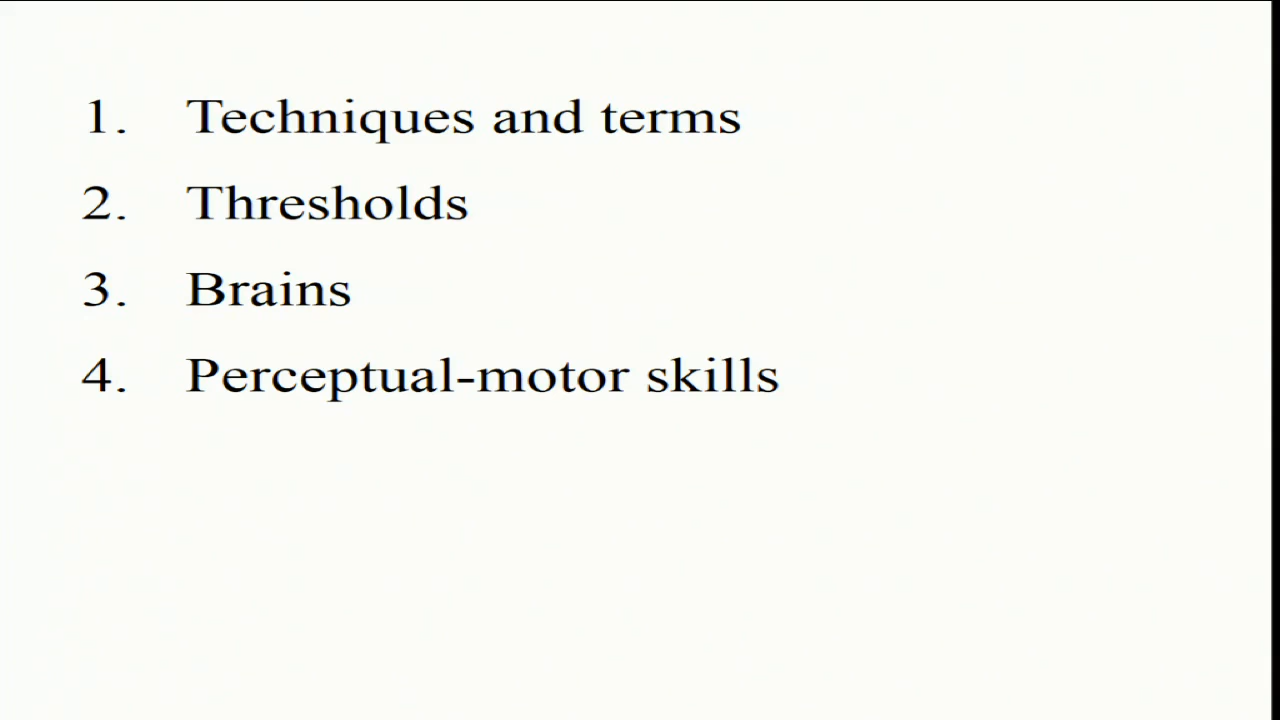 1. Techniques and terms
2. Thresholds
3. Brains
4. Perceptual-motor skills